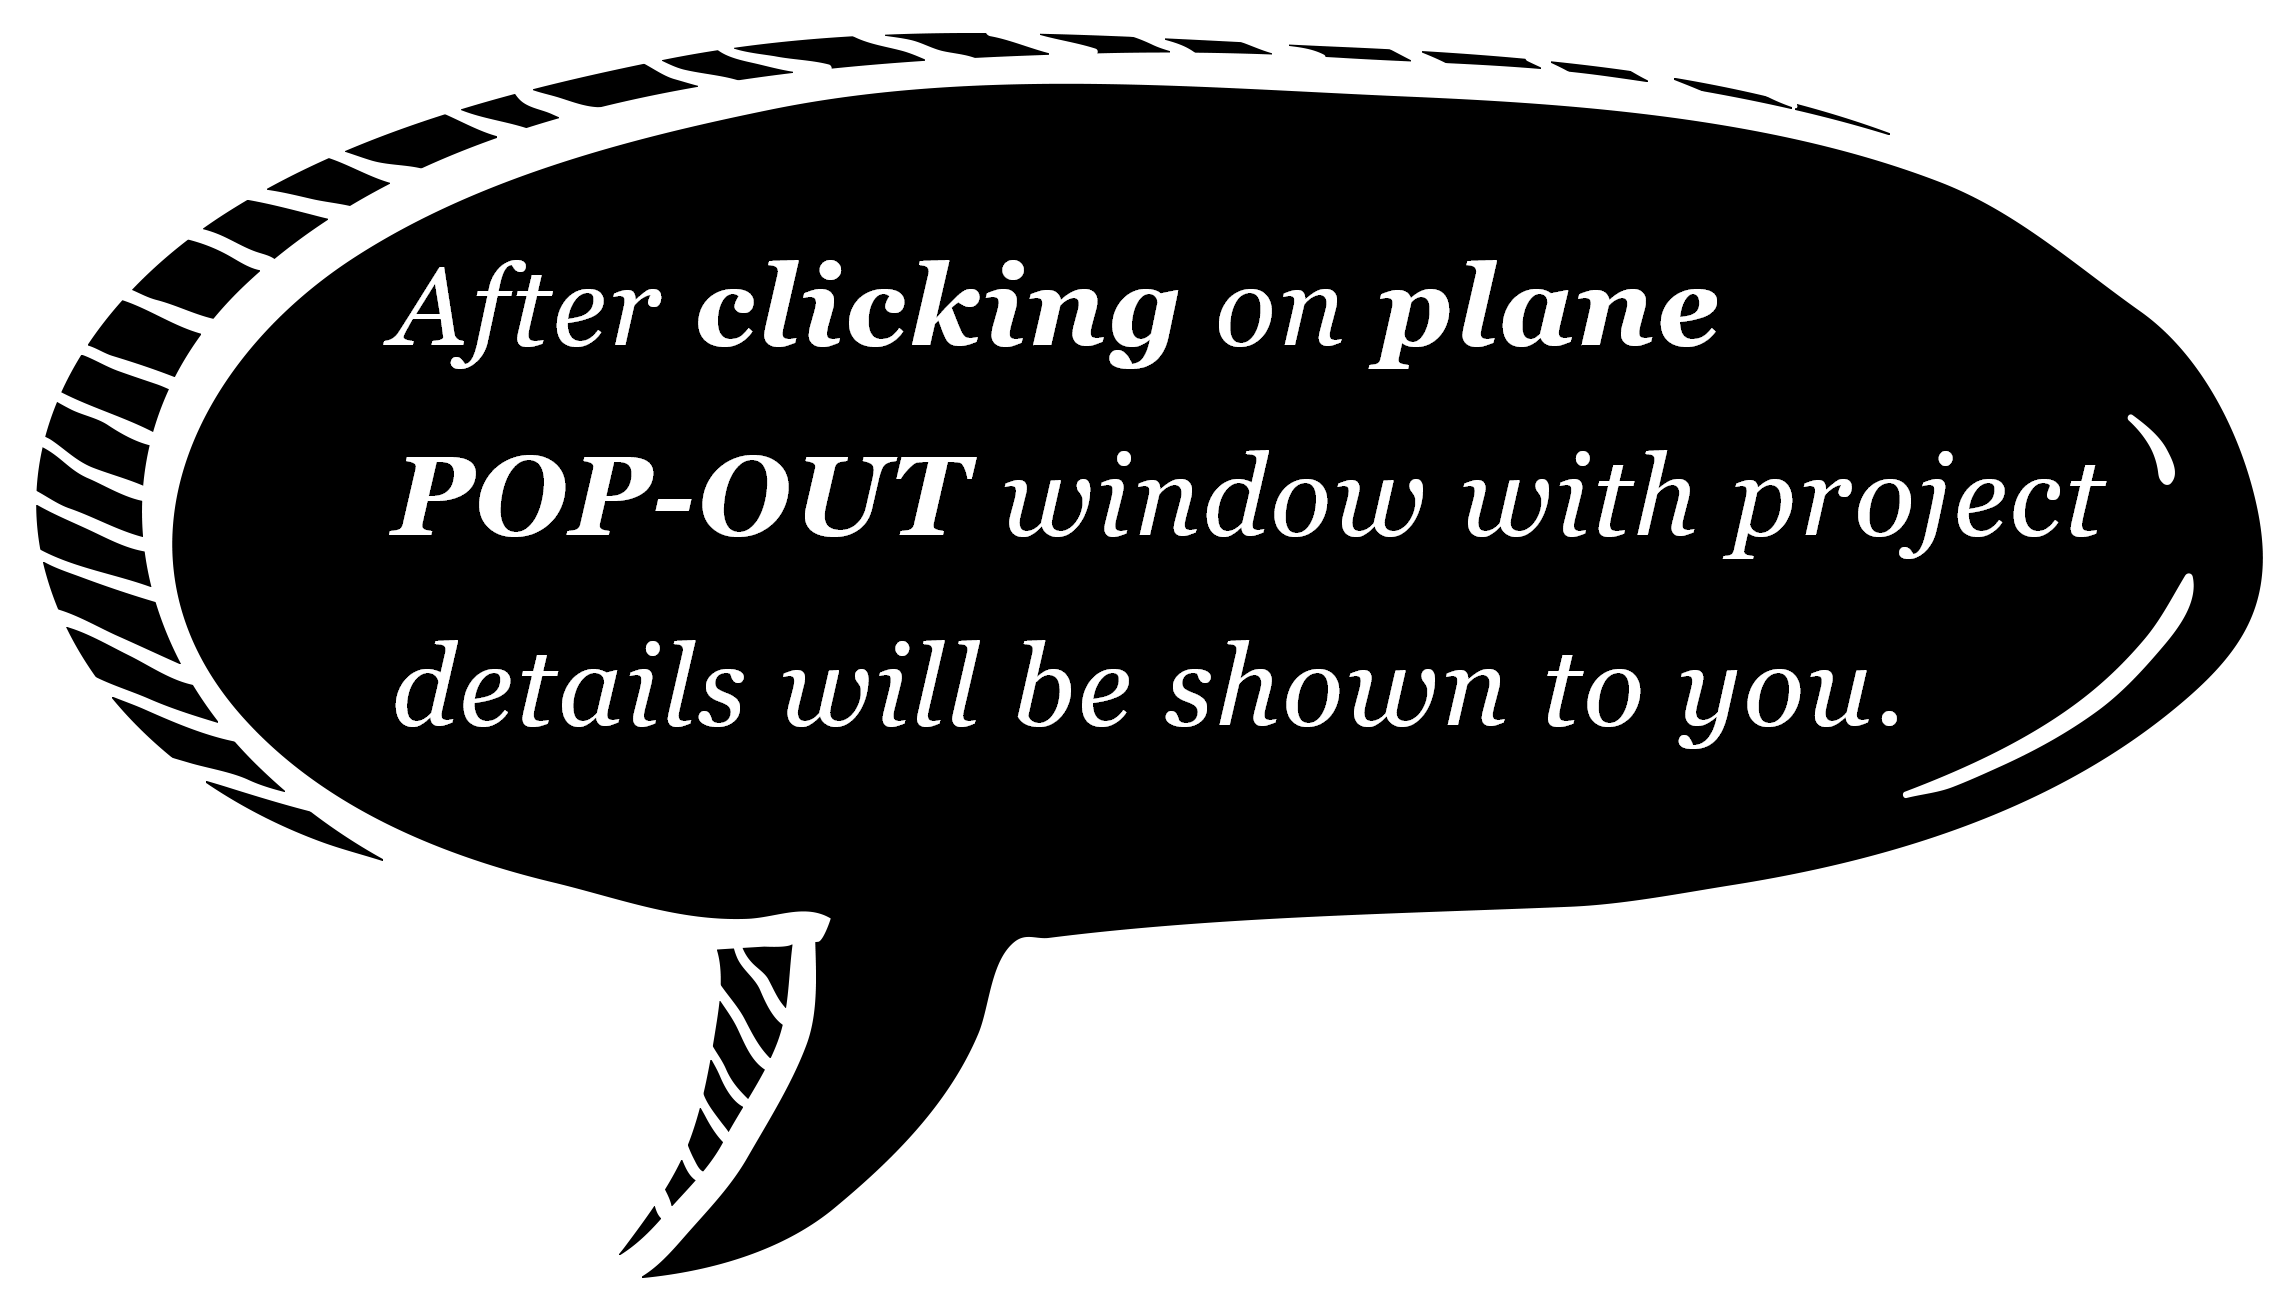 After clicking on plane
POP-OUT window with project
details will be shown to you.